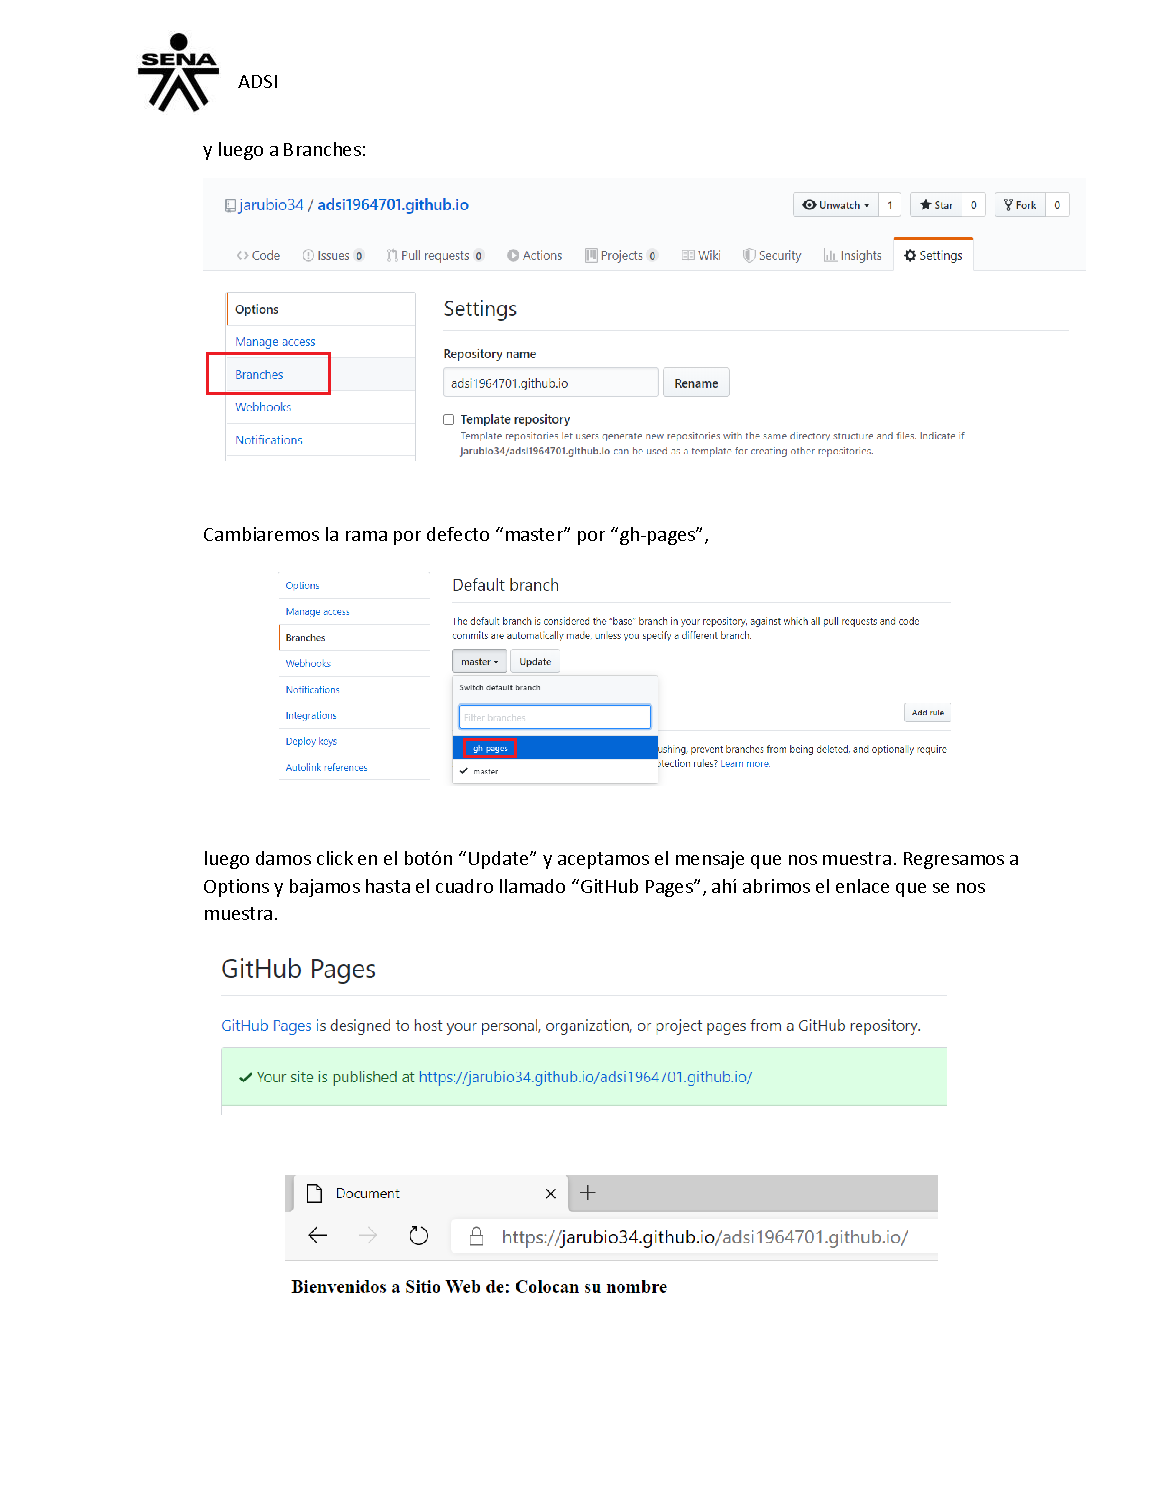 SENA
ADSI
y luego a Branches:
jarubio34 / adsi1964701.github.io
Unwatch 1 Star 0 Fork 0
Code Issues 0 Pull requests 0 Actions Projects 0 Wiki Security Insights Settings
Options
Manage access
Branches
Webhooks
Notifications
Settings
Repository name
adsi1964701.github.io Rename
Template repository
Template repositories let users generate new repositories with the same directory structure and files. Indicate if
jarubio34/adsi1964701.github.io can be used as a template for creating other repositories.
Cambiaremos la rama por defecto “master” por “gh-pages”,
Options
Manage access
Branches
Webhooks
Notifications
Integrations
Deploy keys
Autolink references
Default branch
The default branch is considered the “base” branch in your repository, against which all pull requests and code
commits are automatically made, unless you specify a different branch.
master Update
Switch default branch
Filter branches
gh-pages
master
Add rule
ushing, prevent branches from being deleted, and optionally require
otection rules? Learn more.
luego damos click en el botón “Update” y aceptamos el mensaje que nos muestra. Regresamos a
Options y bajamos hasta el cuadro llamado “GitHub Pages”, ahí abrimos el enlace que se nos
muestra.
GitHub Pages
GitHub Pages is designed to host your personal, organization, or project pages from a GitHub repository.
Your site is published at https://jarubio34.github.io/adsi1964701.github.io/
Document
https://jarubio34.github.io/adsi1964701.github.io/
Bienvenidos a Sitio Web de: Colocan su nombre